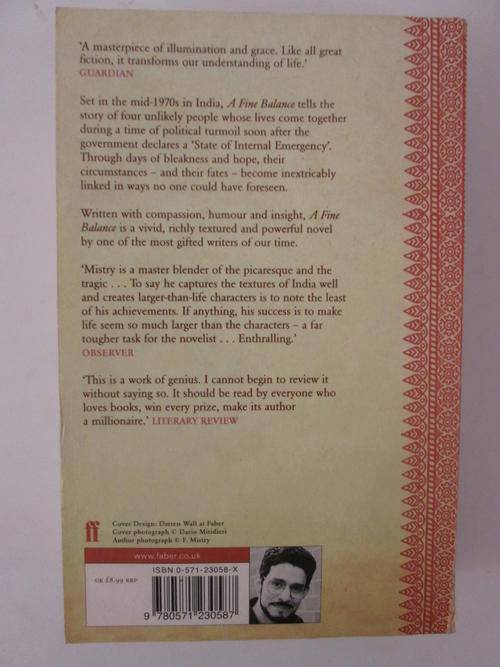 'A masterpiece of illumination and grace. Like all great
fiction, it transforms our understanding of life.'
GUARDIAN
Set in the mid-1970s in India, A Fine Balance tells the
story of four unlikely people whose lives come together
during a time of political turmoil soon after the
government declares a 'State of Internal Emergency'.
Through days of bleakness and hope, their
circumstances – and their fates – become inextricably
linked in ways no one could have foreseen.
Written with compassion, humour and insight, A Fine
Balance is a vivid, richly textured and powerful novel
by one of the most gifted writers of our time.
'Mistry is a master blender of the picaresque and the
tragic . . . To say he captures the textures of India well
and creates larger-than-life characters is to note the least
of his achievements. If anything, his success is to make
life seem so much larger than the characters – a far
tougher task for the novelist . . . Enthralling.'
OBSERVER
'This is a work of genius. I cannot begin to review it
without saying so. It should be read by everyone who
loves books, win every prize, make its author
a millionaire.' LITERARY REVIEW
ff
Cover Design: Darren Wall at Faber
Cover photograph © Dario Mitidieri
Author photograph © F. Mistry
www.faber.co.uk
ISBN 0-571-23058-X
UK £8.99 RRP
9 780571 230587